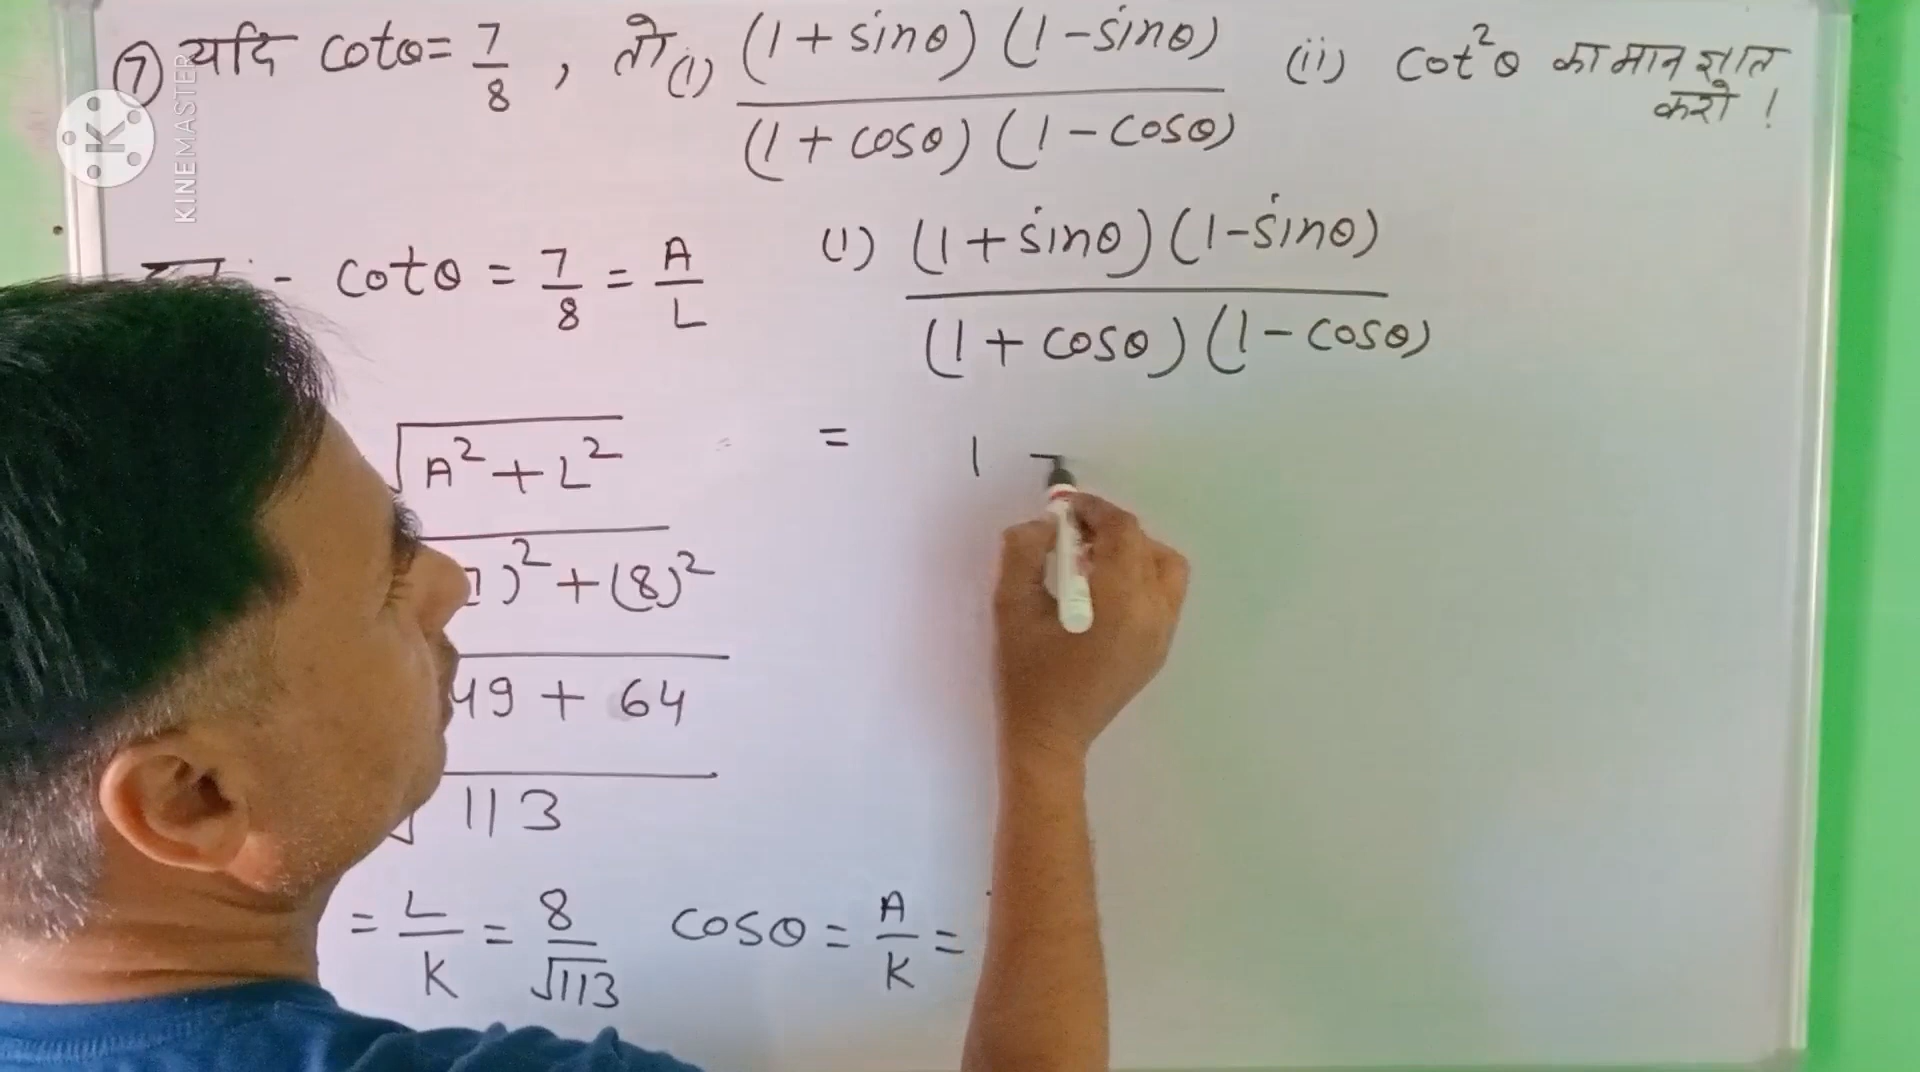 ⑦ यदि cotθ = 7/8 , तो (i) (1 + sinθ) (1 - sinθ) / (1 + cosθ) (1 - cosθ) (ii) cot²θ का मान ज्ञात
करो !
KINEMASTER
- cotθ = 7/8 = A/L
√A² + L²
)² + (8)²
49 + 64
√113
= L/K = 8/√113 cosθ = A/K =
(1) (1 + sinθ) (1 - sinθ) / (1 + cosθ) (1 - cosθ)
= 1 -